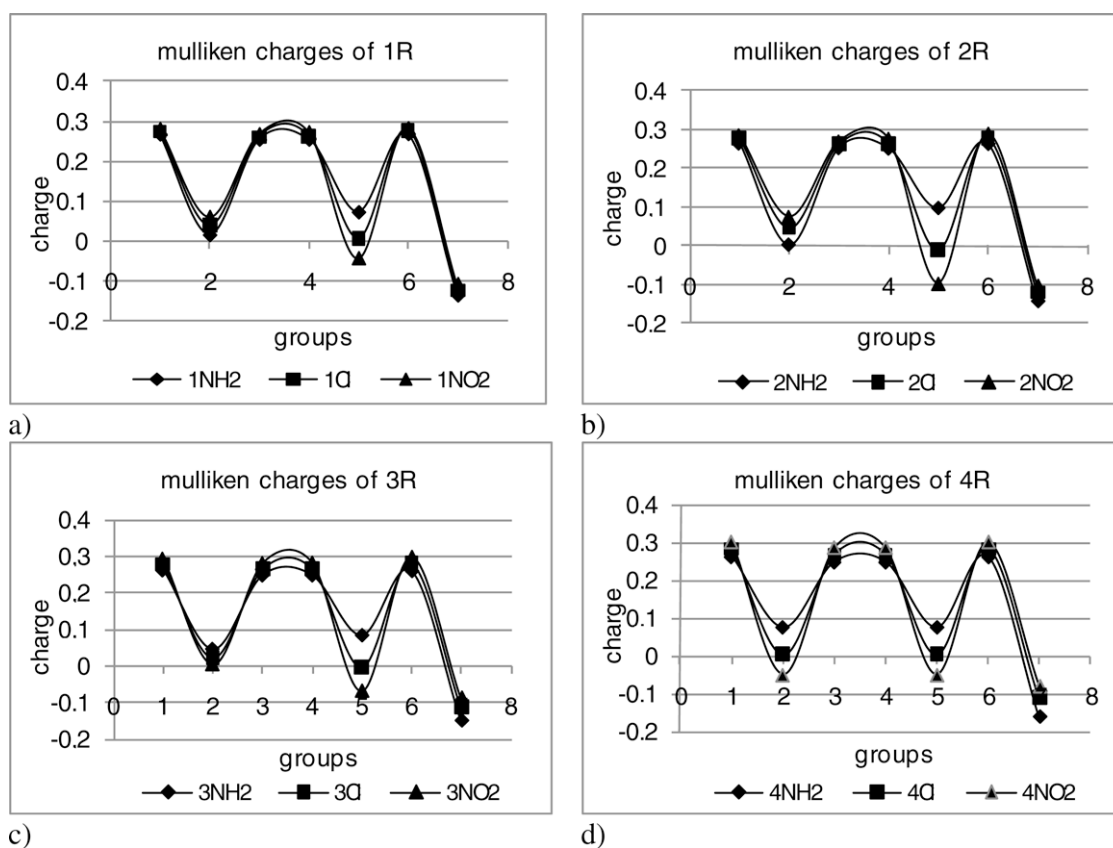 mulliken charges of 1R
0.4
0.3
0.2
0.1
0
-0.1
-0.2
0 2 4 6 8
charge
groups
1NH2 1Cl 1NO2
a)
mulliken charges of 2R
0.4
0.3
0.2
0.1
0
-0.1
-0.2
0 2 4 6 8
charge
groups
2NH2 2Cl 2NO2
b)
mulliken charges of 3R
0.4
0.3
0.2
0.1
0
-0.1
-0.2
0 1 2 3 4 5 6 7 8
charge
groups
3NH2 3Cl 3NO2
c)
mulliken charges of 4R
0.4
0.3
0.2
0.1
0
-0.1
-0.2
0 1 2 3 4 5 6 7 8
charge
groups
4NH2 4Cl 4NO2
d)